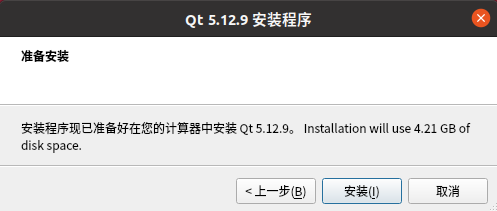 Qt 5.12.9 安装程序
准备安装
安装程序现已准备好在您的计算器中安装 Qt 5.12.9。 Installation will use 4.21 GB of
disk space.
< 上一步(B) 安装(I) 取消